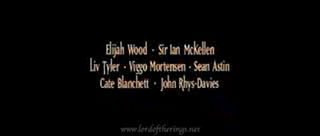 Elijah Wood · Sir Ian McKellen
Liv Tyler · Viggo Mortensen · Sean Astin
Cate Blanchett · John Rhys-Davies
www.lordoftherings.net